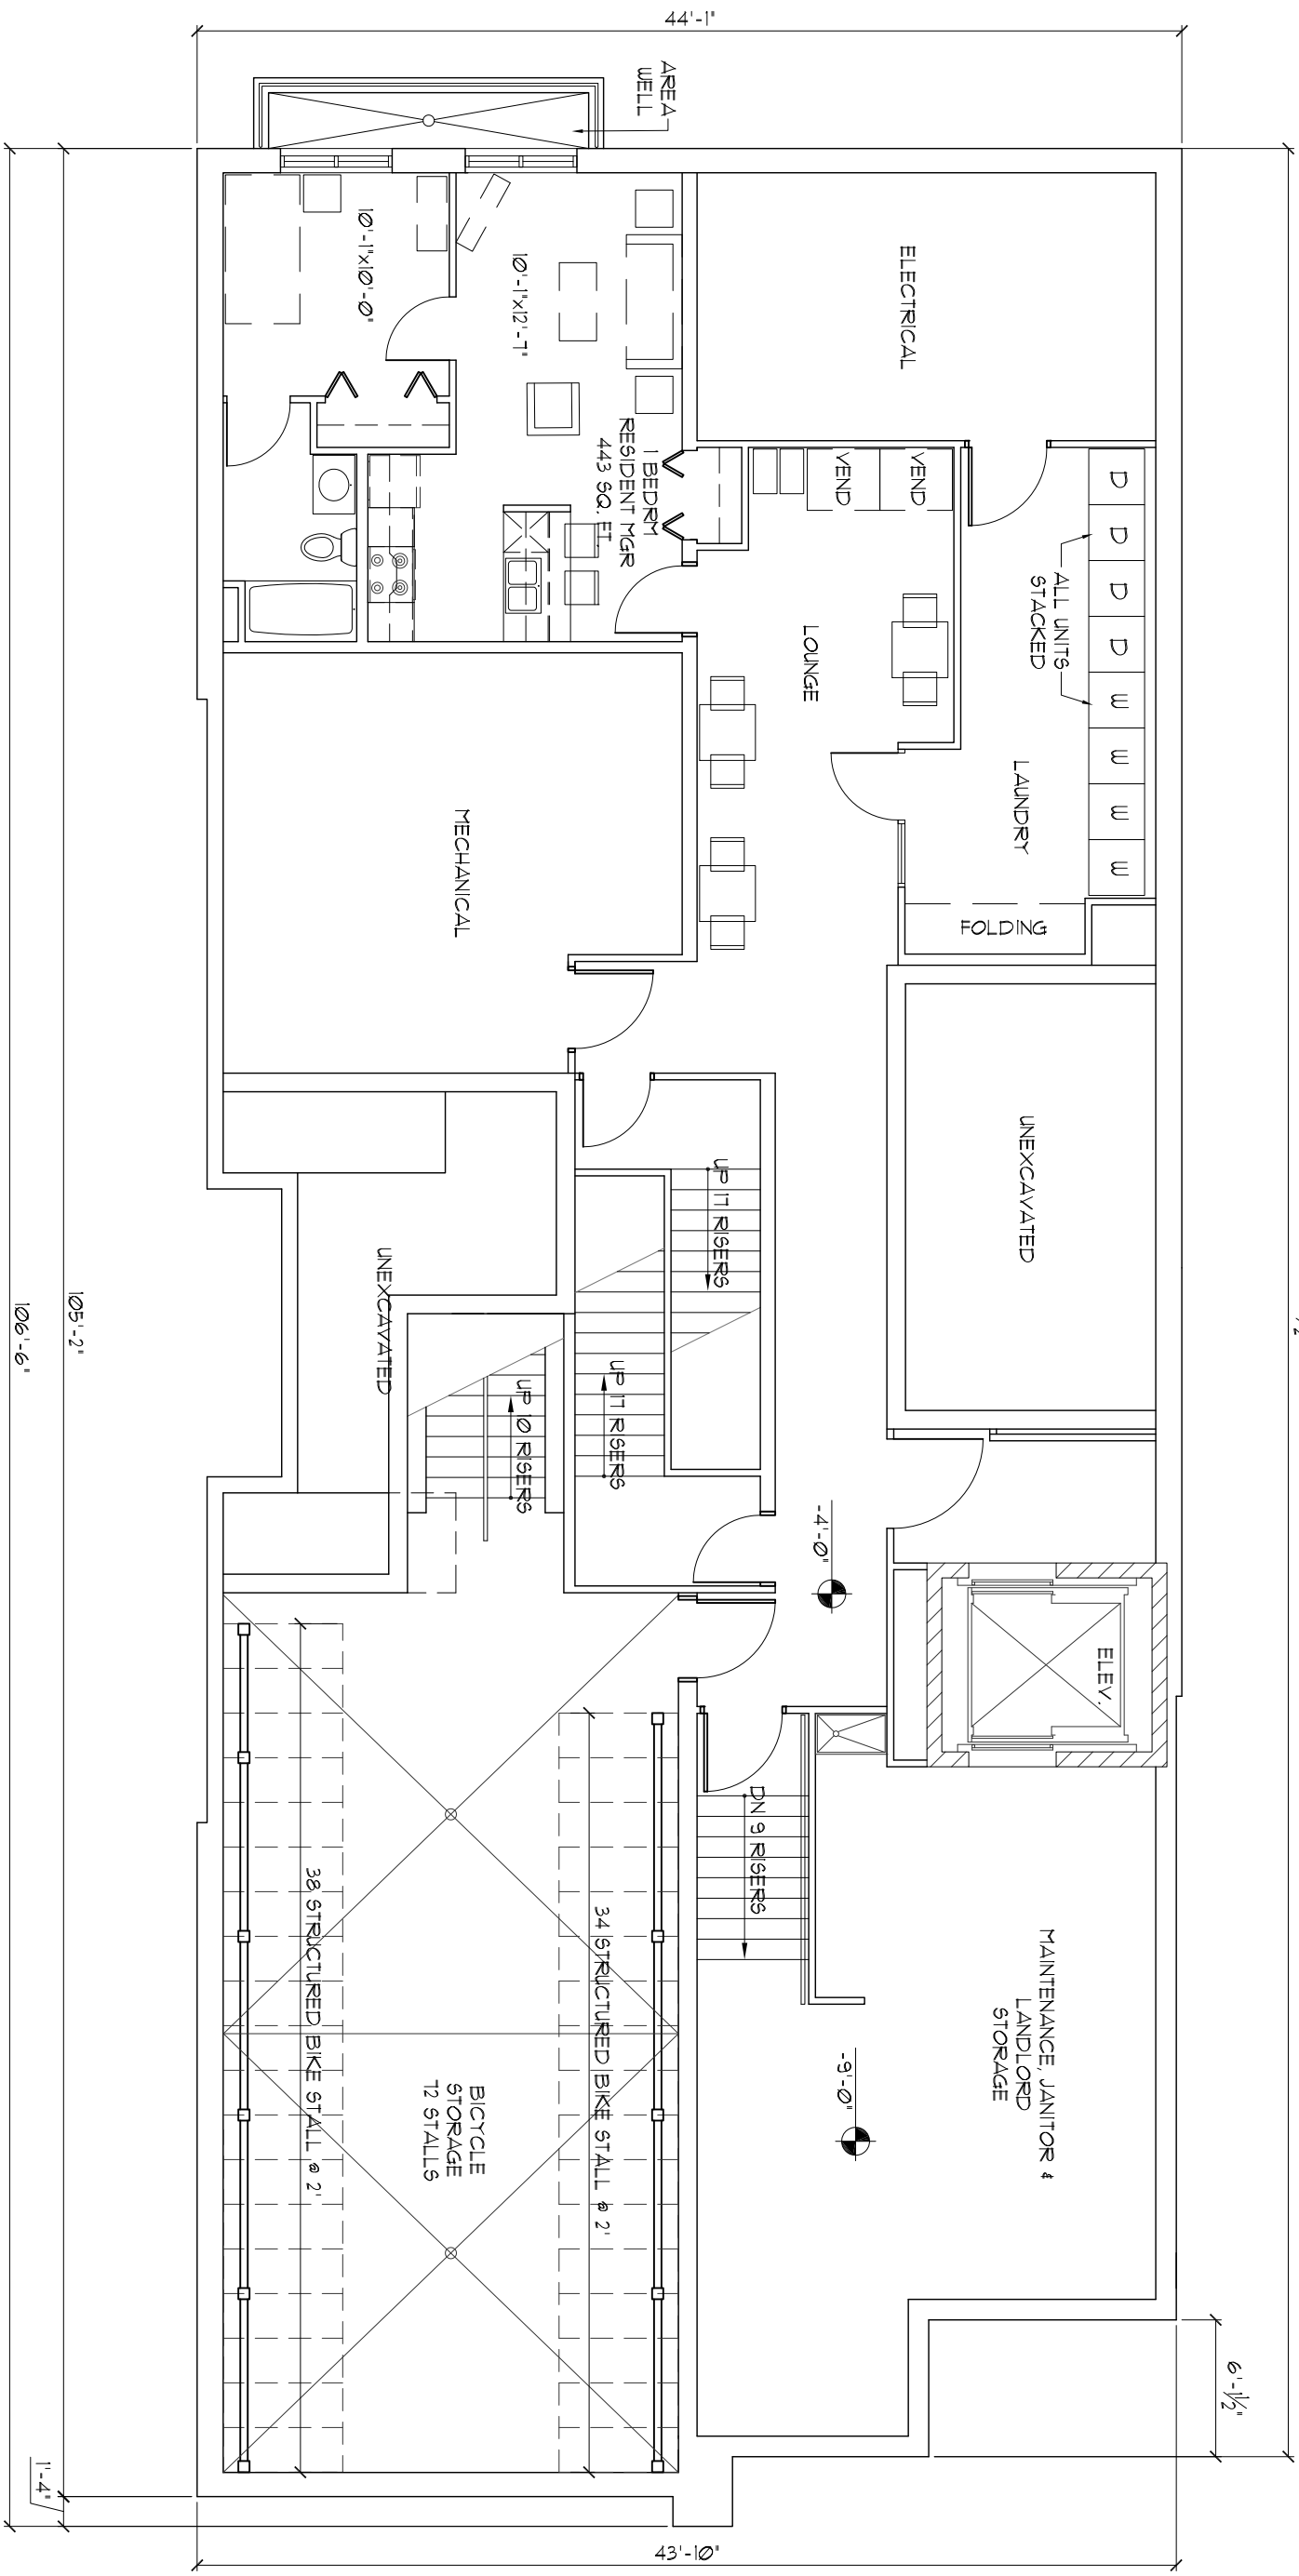 44'-1"
AREA
WELL
10'-1"x10'-0"
10'-1"x12'-7"
ELECTRICAL
1 BEDRM
RESIDENT MGR
443 SQ. FT
VEND
VEND
D
D
D
D
W
W
W
W
ALL UNITS
STACKED
LOUNGE
LAUNDRY
FOLDING
MECHANICAL
UNEXCAVATED
UP 17 RISERS
UNEXCAVATED
UP 17 RISERS
UP 10 RISERS
105'-2"
106'-6"
-4'-0"
ELEV.
DN 9 RISERS
MAINTENANCE, JANITOR &
LANDLORD
STORAGE
-9'-0"
38 STRUCTURED BIKE STALL @ 2'
34 STRUCTURED BIKE STALL @ 2'
BICYCLE
STORAGE
72 STALLS
6'-1/2"
1'-4"
43'-10"